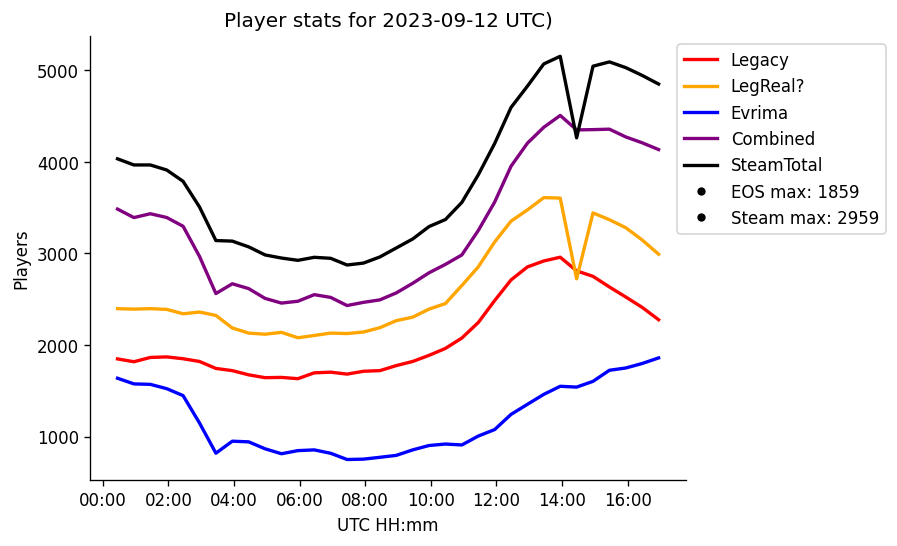 Player stats for 2023-09-12 UTC)
Legacy
LegReal?
Evrima
Combined
SteamTotal
EOS max: 1859
Steam max: 2959
Players
5000
4000
3000
2000
1000
00:00 02:00 04:00 06:00 08:00 10:00 12:00 14:00 16:00
UTC HH:mm